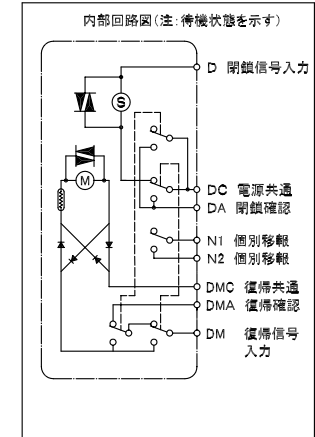 内部回路図(注:待機状態を示す)
D 閉鎖信号入力
S
M
DC 電源共通
DA 閉鎖確認
N1 個別移報
N2 個別移報
DMC 復帰共通
DMA 復帰確認
DM 復帰信号
入力